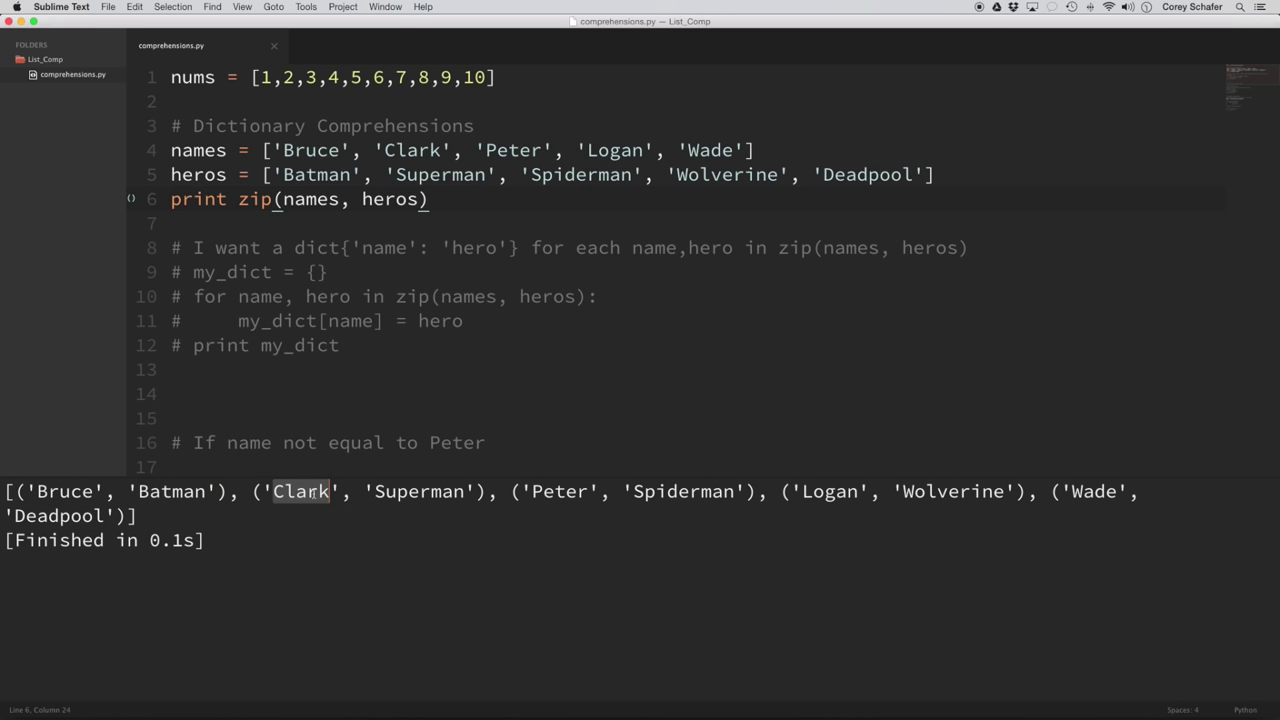 Sublime Text File Edit Selection Find View Goto Tools Project Window Help Corey Schafer
comprehensions.py — List_Comp
FOLDERS
List_Comp
comprehensions.py
comprehensions.py
1 nums = [1,2,3,4,5,6,7,8,9,10]
2
3 # Dictionary Comprehensions
4 names = ['Bruce', 'Clark', 'Peter', 'Logan', 'Wade']
5 heros = ['Batman', 'Superman', 'Spiderman', 'Wolverine', 'Deadpool']
6 print zip(names, heros)
7
8 # I want a dict{'name': 'hero'} for each name,hero in zip(names, heros)
9 # my_dict = {}
10 # for name, hero in zip(names, heros):
11 #     my_dict[name] = hero
12 # print my_dict
13
14
15
16 # If name not equal to Peter
17
[('Bruce', 'Batman'), ('Clark', 'Superman'), ('Peter', 'Spiderman'), ('Logan', 'Wolverine'), ('Wade',
'Deadpool')]
[Finished in 0.1s]
Line 6, Column 24 Spaces: 4 Python